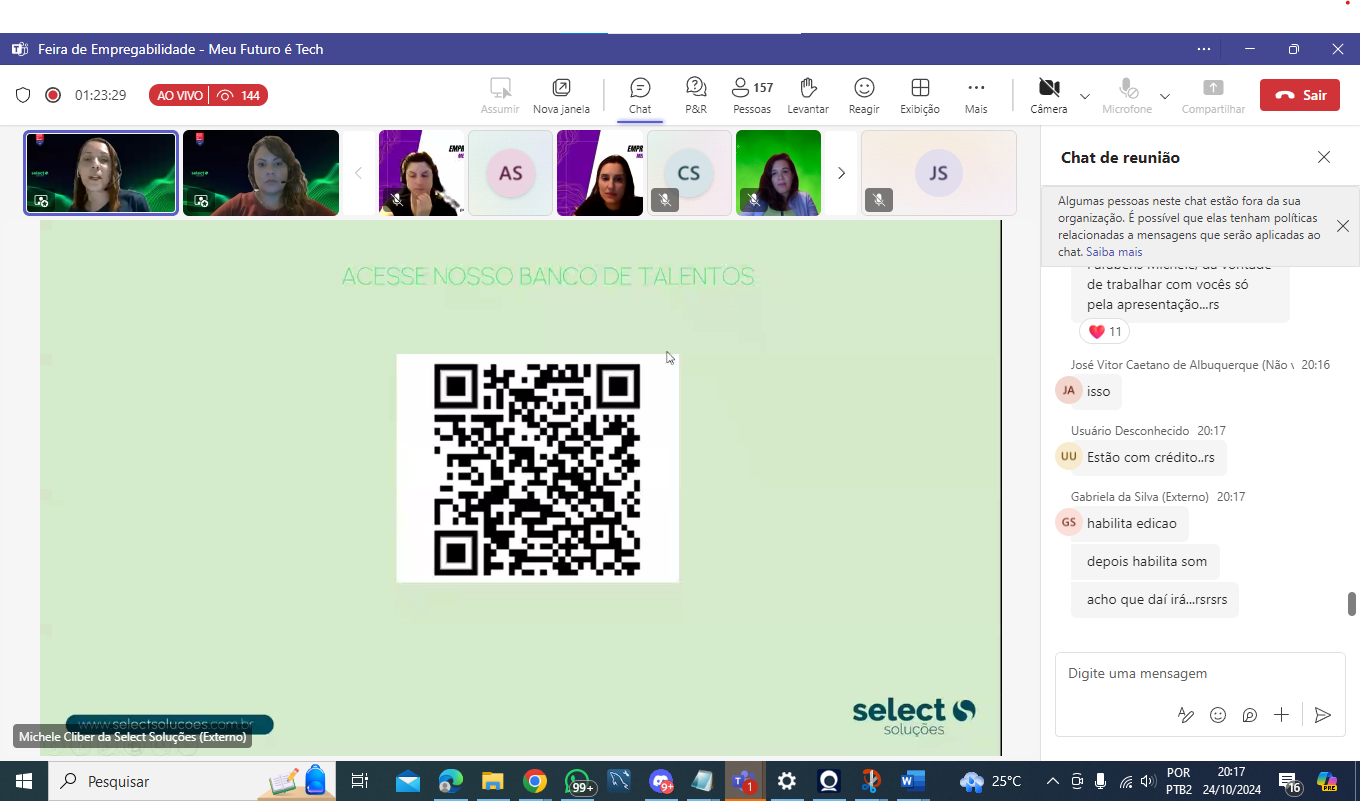 Feira de Empregabilidade - Meu Futuro é Tech
01:23:29
AO VIVO 144
Assumir
Nova janela
Chat
P&R
157
Pessoas
Levantar
Reagir
Exibição
Mais
Câmera
Microfone
Compartilhar
Sair
EMPR
AS
EMPR
CS
JS
ACESSE NOSSO BANCO DE TALENTOS
www.selectsolucoes.com.br
Michele Cliber da Select Soluções (Externo)
select
soluções
Chat de reunião
Algumas pessoas neste chat estão fora da sua
organização. É possível que elas tenham políticas
relacionadas a mensagens que serão aplicadas ao
chat. Saiba mais
Parabéns Michele, dá vontade
de trabalhar com vocês só
pela apresentação...rs
11
José Vitor Caetano de Albuquerque (Não 20:16
JA
isso
Usuário Desconhecido 20:17
UU
Estão com crédito..rs
Gabriela da Silva (Externo) 20:17
GS
habilita edicao
depois habilita som
acho que daí irá...rsrsrs
Digite uma mensagem
Pesquisar
99+
9+
1
25°C
POR
PTB2
20:17
24/10/2024
16
PRE